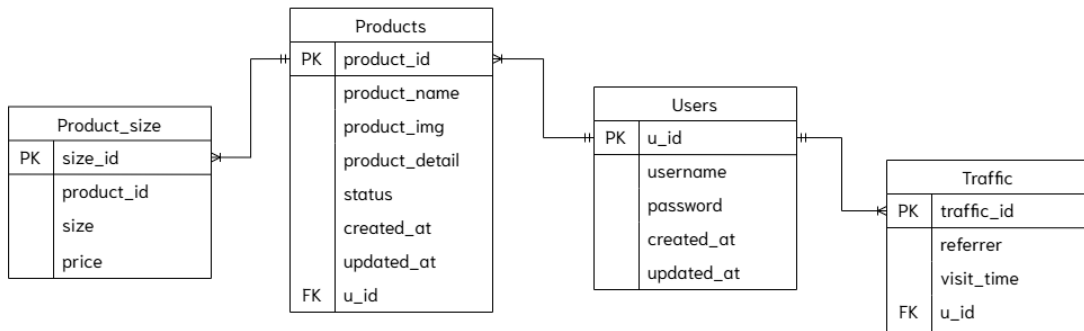 Product_size
PK size_id
product_id
size
price
Products
PK product_id
product_name
product_img
product_detail
status
created_at
updated_at
FK u_id
Users
PK u_id
username
password
created_at
updated_at
Traffic
PK traffic_id
referrer
visit_time
FK u_id